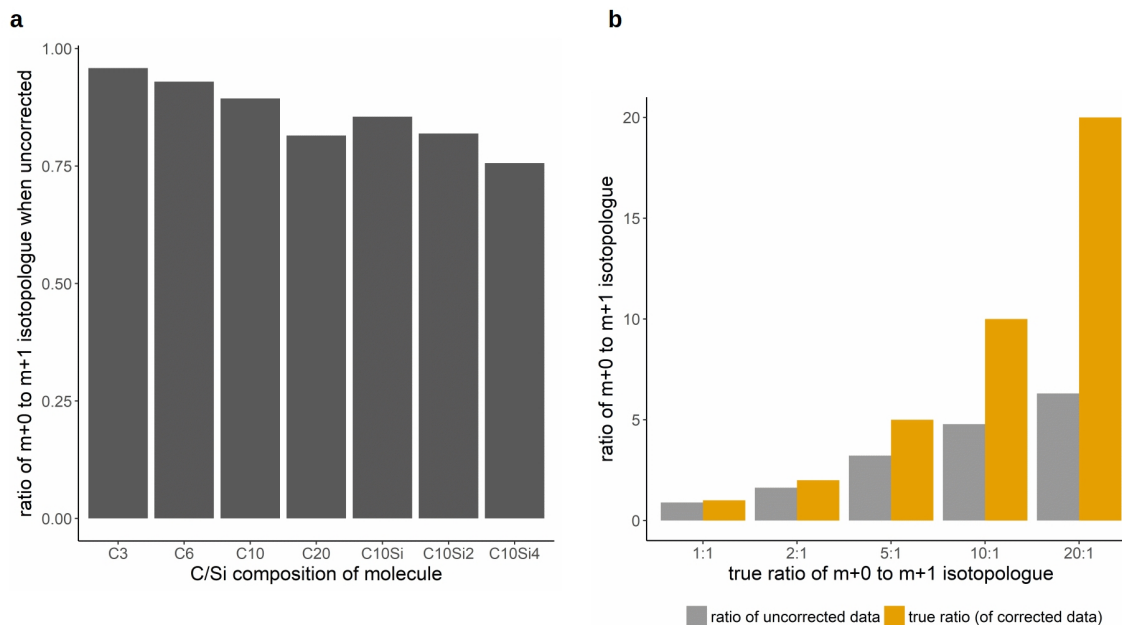 a
ratio of m+0 to m+1 isotopologue when uncorrected
1.00
0.75
0.50
0.25
0.00
C3 C6 C10 C20 C10Si C10Si2 C10Si4
C/Si composition of molecule
b
ratio of m+0 to m+1 isotopologue
20
15
10
5
0
1:1 2:1 5:1 10:1 20:1
true ratio of m+0 to m+1 isotopologue
ratio of uncorrected data true ratio (of corrected data)